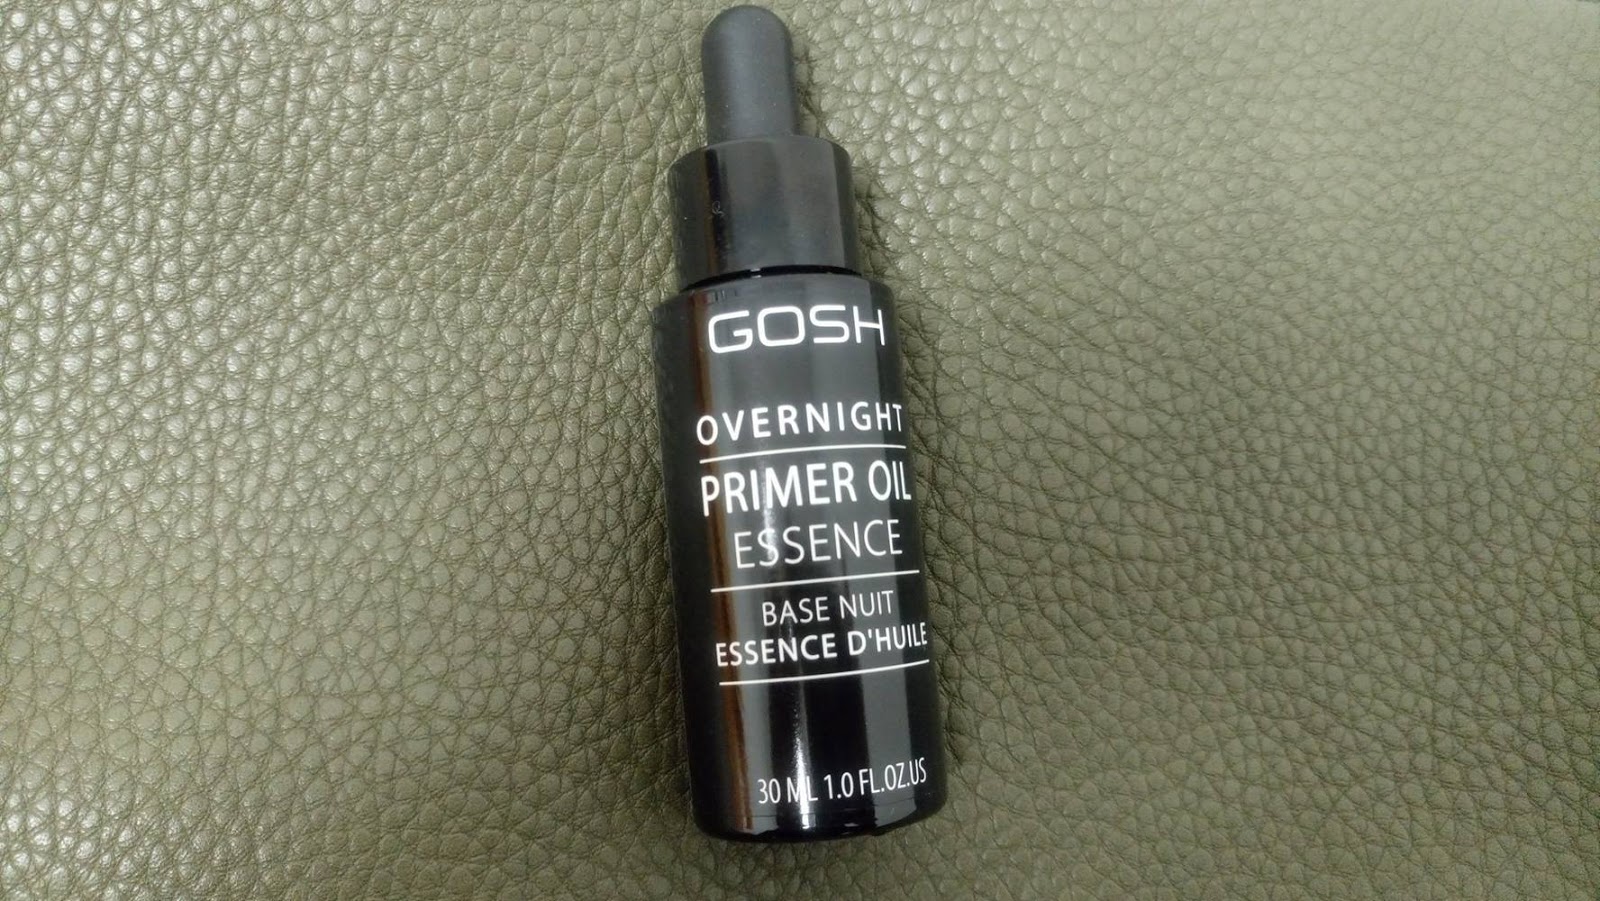 GOSH
OVERNIGHT
PRIMER OIL
ESSENCE
BASE NUIT
ESSENCE D'HUILE
30 ML 1.0 FL.OZ.US